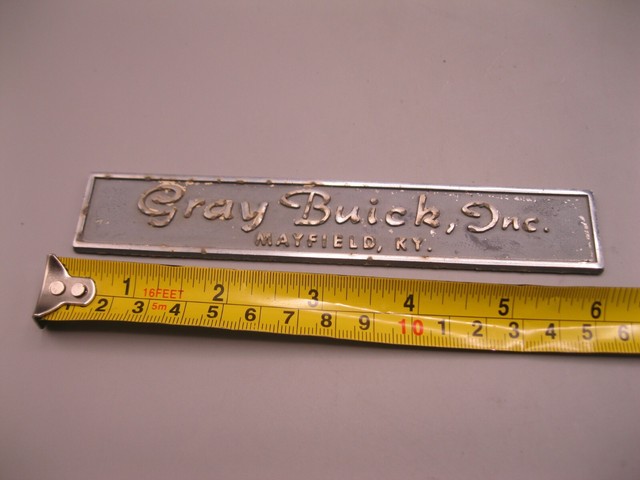 Gray Buick, Inc.
MAYFIELD, KY.
1 16FEET 2 3 4 5 6
2 3 5m 4 5 6 7 8 9 10 1 2 3 4 5 6